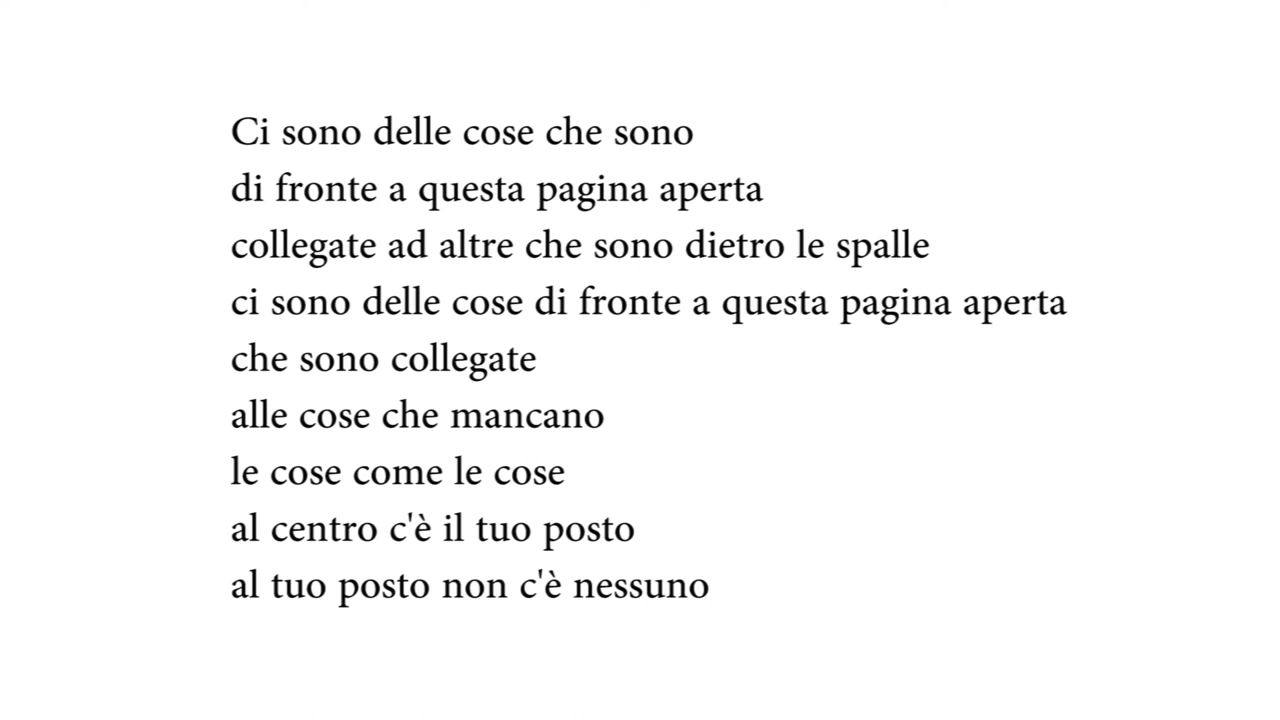 Ci sono delle cose che sono
di fronte a questa pagina aperta
collegate ad altre che sono dietro le spalle
ci sono delle cose di fronte a questa pagina aperta
che sono collegate
alle cose che mancano
le cose come le cose
al centro c'è il tuo posto
al tuo posto non c'è nessuno